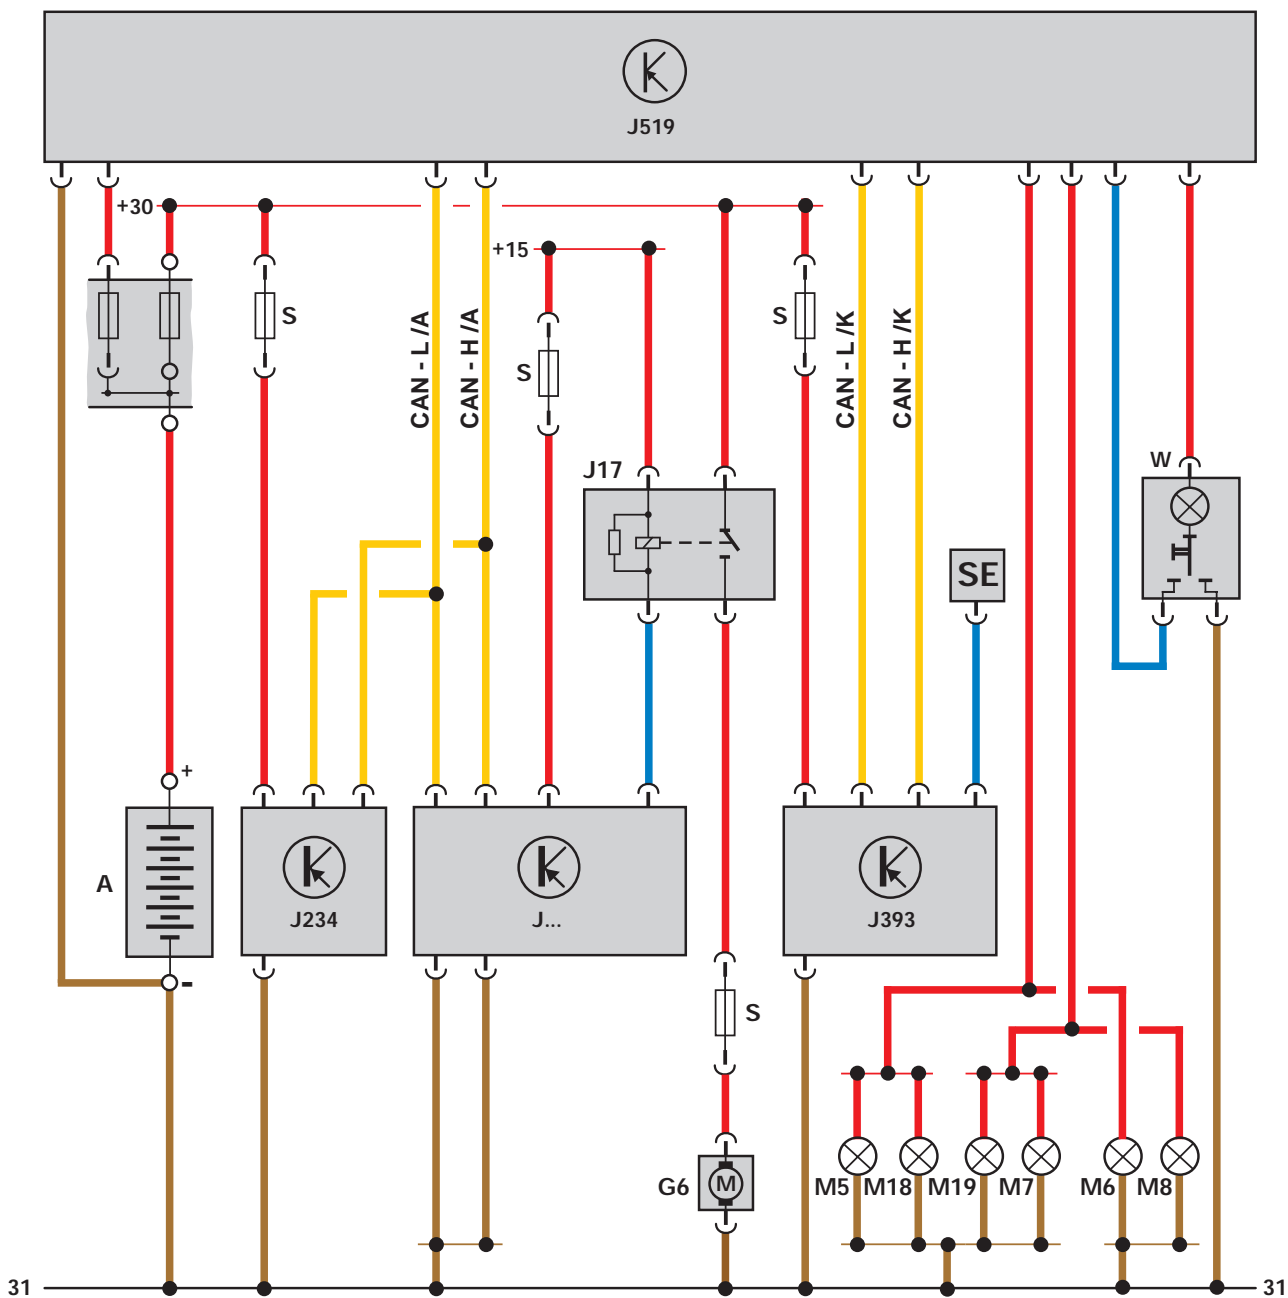 J519
+30
+15
S
S
S
CAN - L /A
CAN - H /A
CAN - L /K
CAN - H /K
J17
W
SE
+
A
J234
J...
J393
-
S
M
G6
M5
M18
M19
M7
M6
M8
31
31